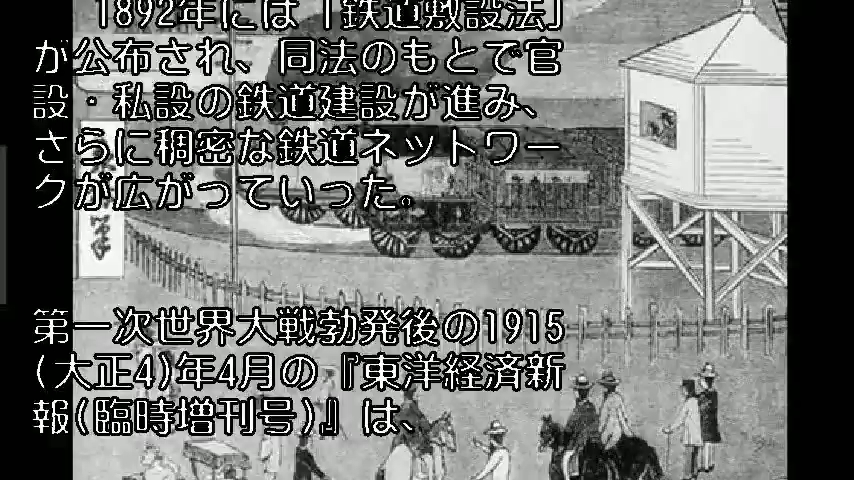 1892年には「鉄道敷設法」
が公布され、同法のもとで官
設・私設の鉄道建設が進み、
さらに稠密な鉄道ネットワー
クが広がっていった。
第一次世界大戦勃発後の1915
(大正4)年4月の『東洋経済新
報(臨時増刊号)』は、